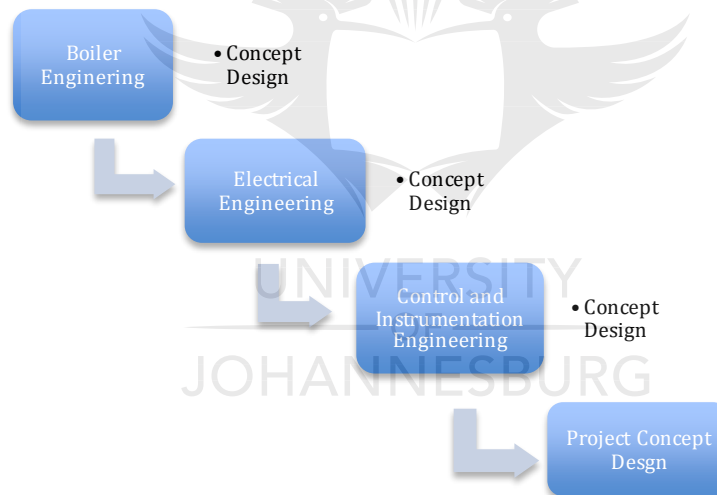 Boiler
Enginering
• Concept
Design
Electrical
Engineering
• Concept
Design
Control and
Instrumentation
Engineering
• Concept
Design
UNIVERSITY
OF
JOHANNESBURG
Project Concept
Desgn